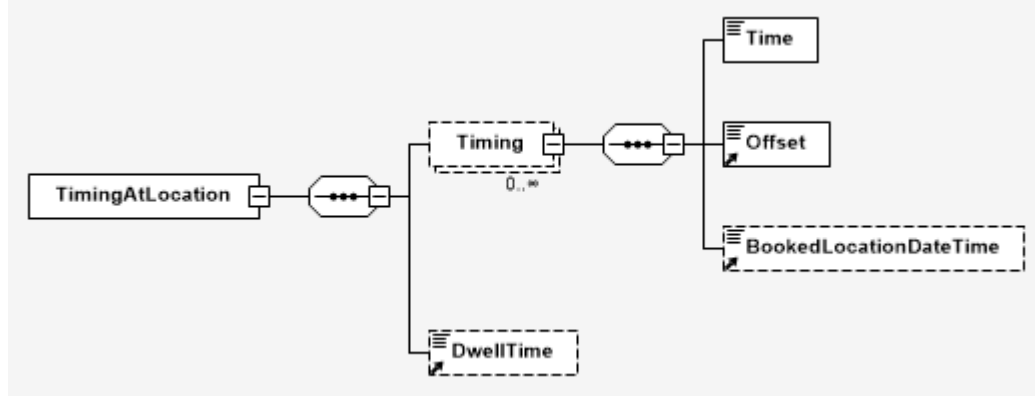 Time
Timing
Offset
0..∞
TimingAtLocation
BookedLocationDateTime
DwellTime